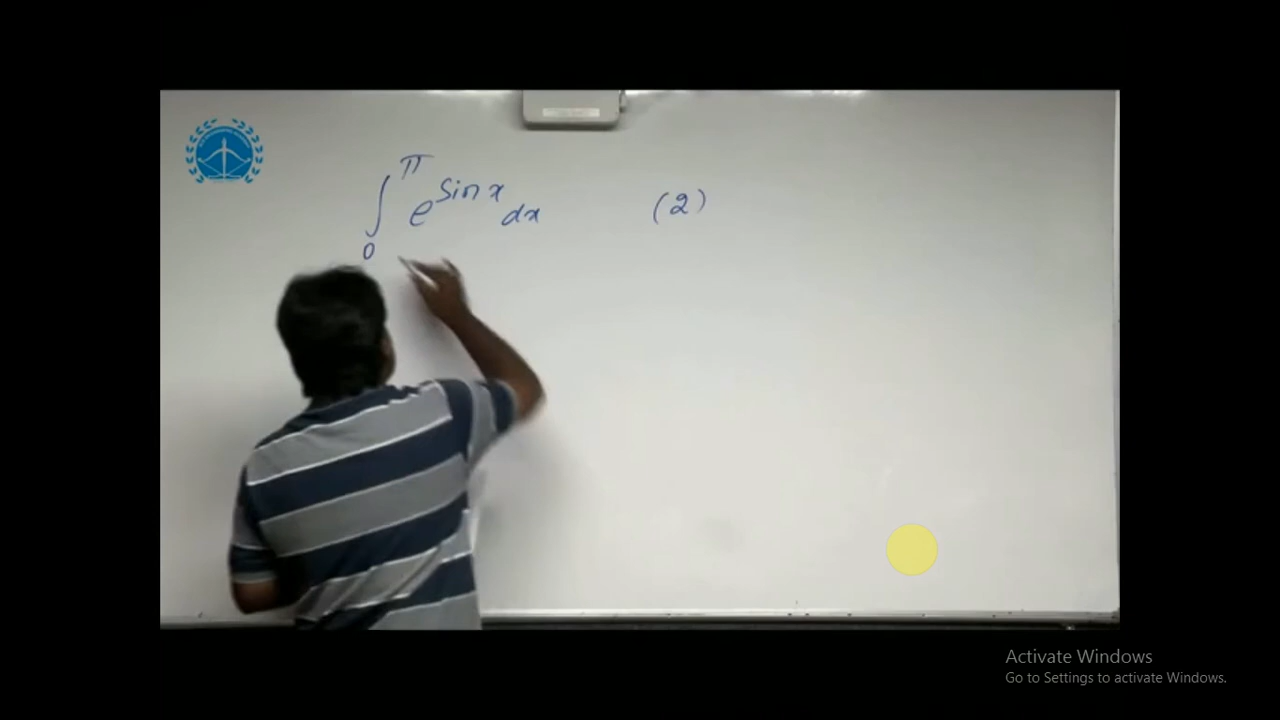 ∫₀^π e^{Sin x} dx (2)
Activate Windows
Go to Settings to activate Windows.